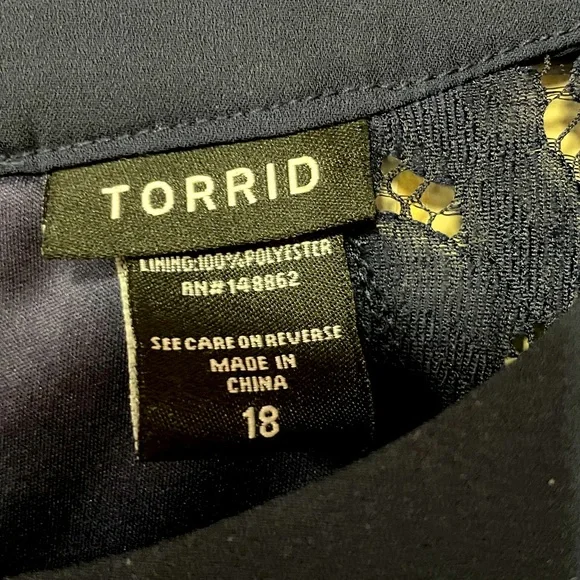 TORRID
LINING:100%POLYESTER
RN#148862
SEE CARE ON REVERSE
MADE IN
CHINA
18